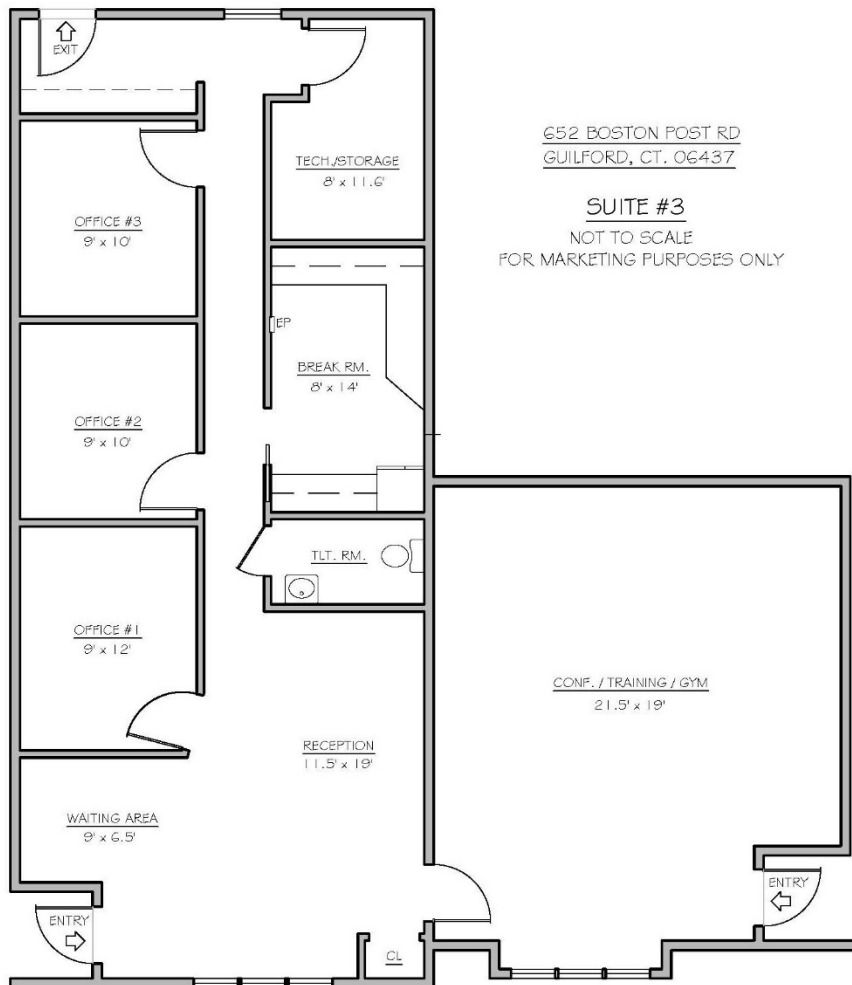 EXIT
652 BOSTON POST RD
GUILFORD, CT. 06437
SUITE #3
NOT TO SCALE
FOR MARKETING PURPOSES ONLY
TECH./STORAGE
8' x 11.6'
OFFICE #3
9' x 10'
EP
BREAK RM.
8' x 14'
OFFICE #2
9' x 10'
TLT. RM.
OFFICE #1
9' x 12'
CONF. / TRAINING / GYM
21.5' x 19'
RECEPTION
11.5' x 19'
WAITING AREA
9' x 6.5'
ENTRY
ENTRY
CL